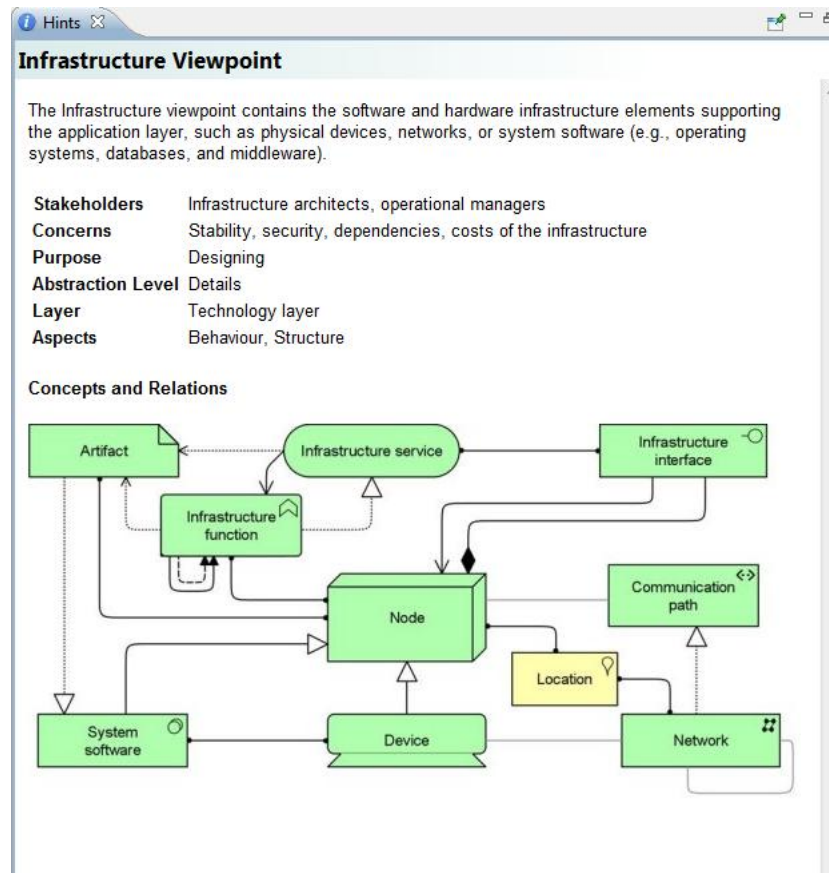 Hints
Infrastructure Viewpoint
The Infrastructure viewpoint contains the software and hardware infrastructure elements supporting
the application layer, such as physical devices, networks, or system software (e.g., operating
systems, databases, and middleware).
Stakeholders Infrastructure architects, operational managers
Concerns Stability, security, dependencies, costs of the infrastructure
Purpose Designing
Abstraction Level Details
Layer Technology layer
Aspects Behaviour, Structure
Concepts and Relations
Artifact
Infrastructure service
Infrastructure
interface
Infrastructure
function
Node
Communication
path
Location
System
software
Device
Network